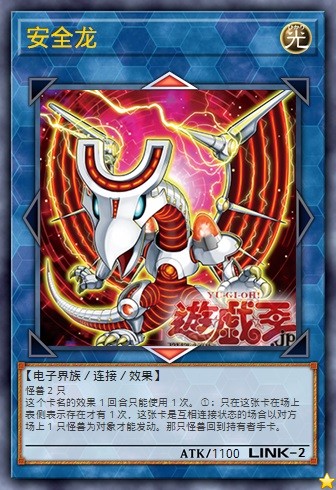 安全龙
光
YU-GI-OH!
遊戯王
.JP
【电子界族／连接／效果】
怪兽２只
这个卡名的效果１回合只能使用１次。①：只在这张卡在场上
表侧表示存在才有１次，这张卡是互相连接状态的场合以对方
场上１只怪兽为对象才能发动。那只怪兽回到持有者手卡。
ATK/1100 LINK-2